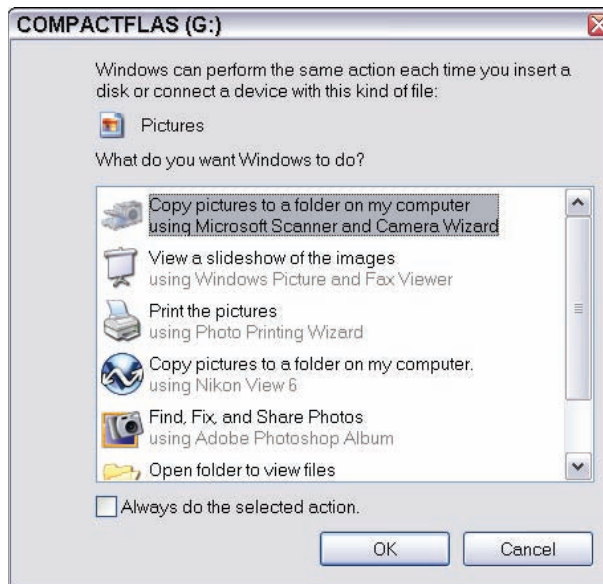 COMPACTFLAS (G:)
Windows can perform the same action each time you insert a
disk or connect a device with this kind of file:
Pictures
What do you want Windows to do?
Copy pictures to a folder on my computer
using Microsoft Scanner and Camera Wizard
View a slideshow of the images
using Windows Picture and Fax Viewer
Print the pictures
using Photo Printing Wizard
Copy pictures to a folder on my computer.
using Nikon View 6
Find, Fix, and Share Photos
using Adobe Photoshop Album
Open folder to view files
Always do the selected action.
OK
Cancel